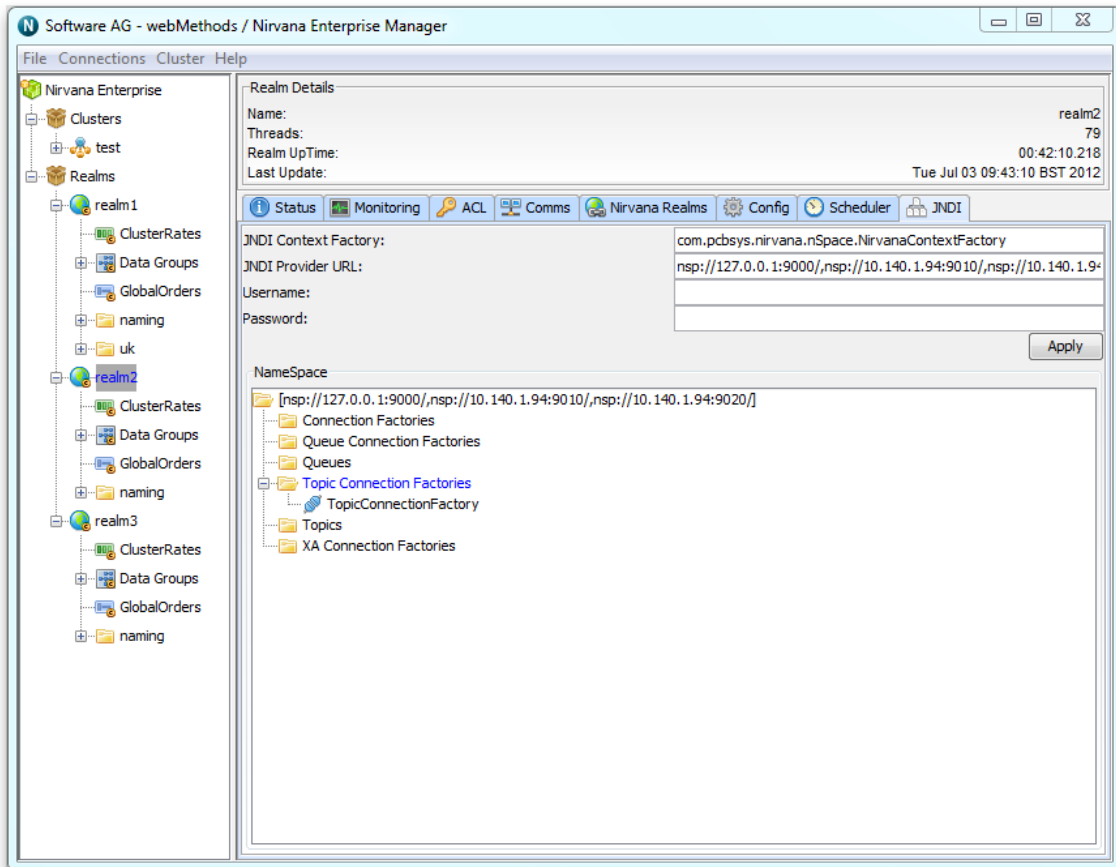 Software AG - webMethods / Nirvana Enterprise Manager
File Connections Cluster Help
Nirvana Enterprise
Clusters
test
Realms
realm1
ClusterRates
Data Groups
GlobalOrders
naming
uk
realm2
ClusterRates
Data Groups
GlobalOrders
naming
realm3
ClusterRates
Data Groups
GlobalOrders
naming
Realm Details
Name: realm2
Threads: 79
Realm UpTime: 00:42:10.218
Last Update: Tue Jul 03 09:43:10 BST 2012
Status Monitoring ACL Comms Nirvana Realms Config Scheduler JNDI
JNDI Context Factory: com.pcbsys.nirvana.nSpace.NirvanaContextFactory
JNDI Provider URL: nsp://127.0.0.1:9000/,nsp://10.140.1.94:9010/,nsp://10.140.1.94
Username:
Password:
Apply
NameSpace
[nsp://127.0.0.1:9000/,nsp://10.140.1.94:9010/,nsp://10.140.1.94:9020/]
Connection Factories
Queue Connection Factories
Queues
Topic Connection Factories
TopicConnectionFactory
Topics
XA Connection Factories